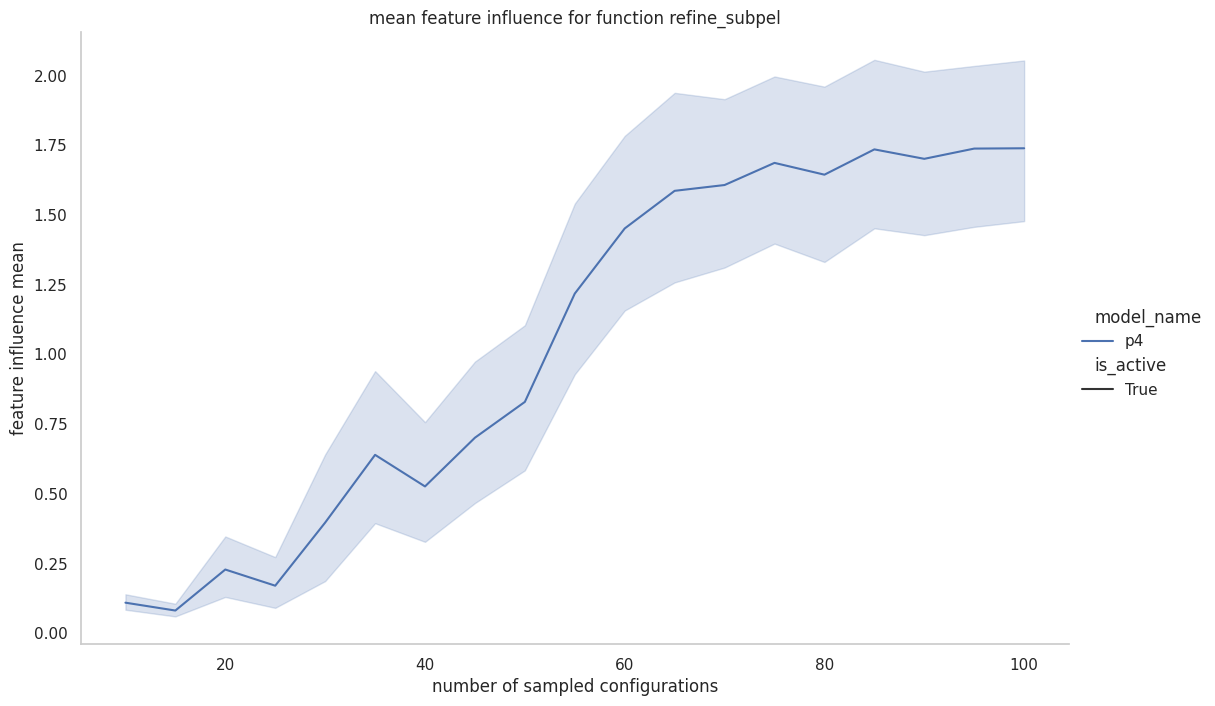 mean feature influence for function refine_subpel
feature influence mean
2.00
1.75
1.50
1.25
1.00
0.75
0.50
0.25
0.00
20
40
60
80
100
number of sampled configurations
model_name
p4
is_active
True